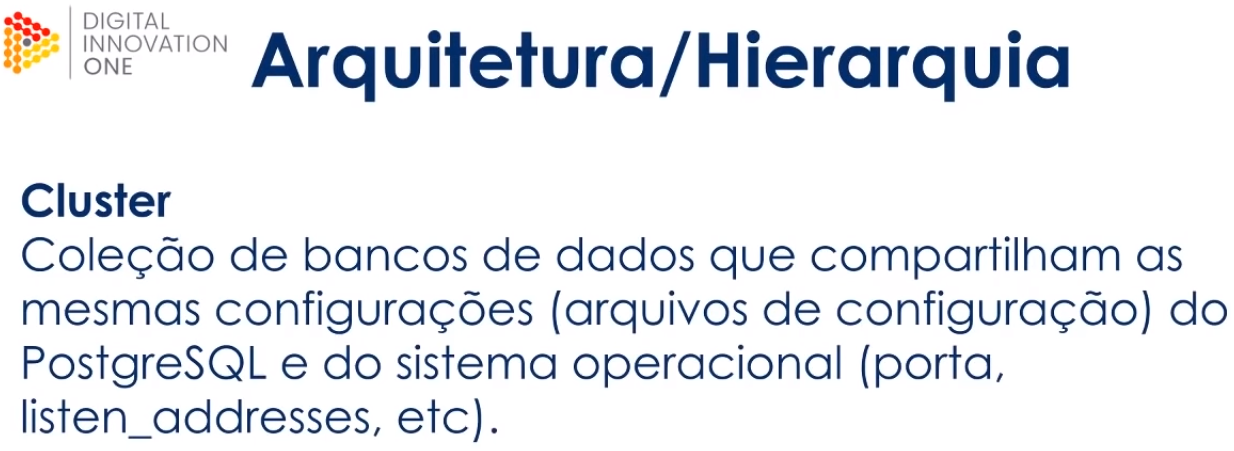 DIGITAL
INNOVATION
ONE
Arquitetura/Hierarquia
Cluster
Coleção de bancos de dados que compartilham as
mesmas configurações (arquivos de configuração) do
PostgreSQL e do sistema operacional (porta,
listen_addresses, etc).